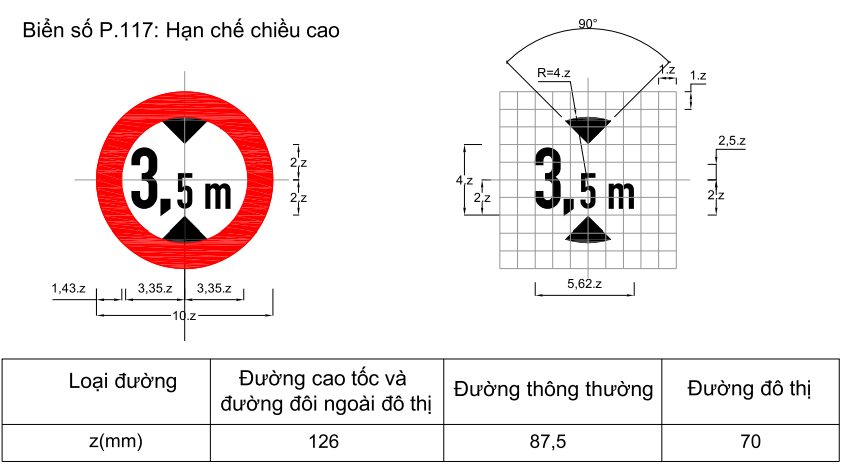 Biển số P.117: Hạn chế chiều cao
90°
R=4.z
1.z
1.z
3,5 m
2,z
2,z
3,5 m
4,z
2,z
2,5.z
2,z
1,43.z
3,35.z
3,35.z
10.z
5,62.z
Loại đường
Đường cao tốc và
đường đôi ngoài đô thị
Đường thông thường
Đường đô thị
z(mm)
126
87,5
70